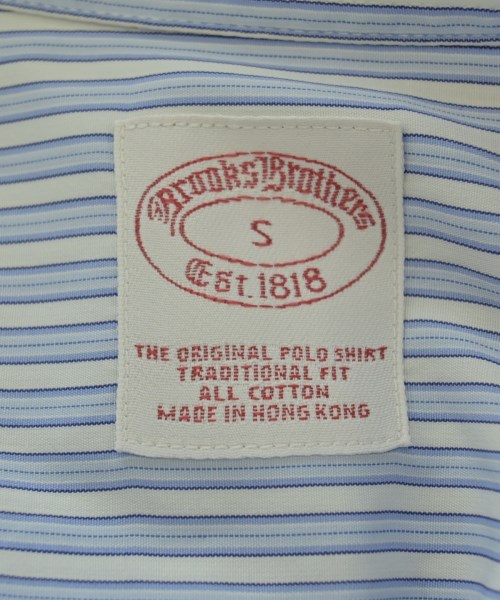 Brooks Brothers
S
Est. 1818
THE ORIGINAL POLO SHIRT
TRADITIONAL FIT
ALL COTTON
MADE IN HONG KONG